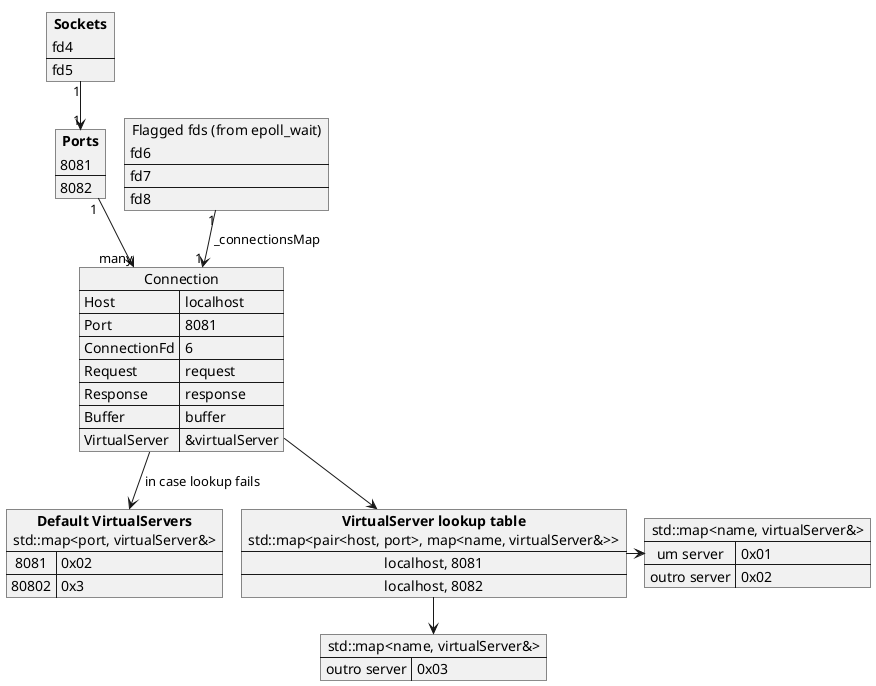 Sockets
fd4
fd5
1
1
Ports
8081
8082
1
many
Flagged fds (from epoll_wait)
fd6
fd7
fd8
1
_connectionsMap
1
Connection
Host localhost
Port 8081
ConnectionFd 6
Request request
Response response
Buffer buffer
VirtualServer &virtualServer
in case lookup fails
Default VirtualServers
std::map<port, virtualServer&>
8081 0x02
80802 0x3
VirtualServer lookup table
std::map<pair<host, port>, map<name, virtualServer&>>
localhost, 8081
localhost, 8082
std::map<name, virtualServer&>
um server 0x01
outro server 0x02
std::map<name, virtualServer&>
outro server 0x03